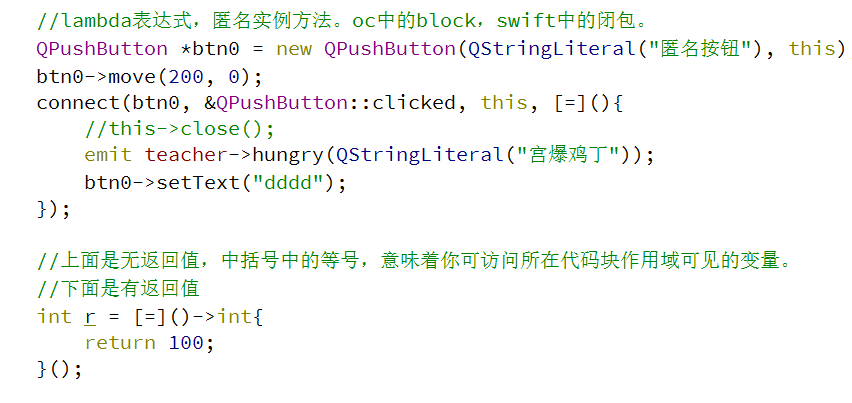 //lambda表达式，匿名实例方法。oc中的block，swift中的闭包。
QPushButton *btn0 = new QPushButton(QStringLiteral("匿名按钮"), this)
btn0->move(200, 0);
connect(btn0, &QPushButton::clicked, this, [=](){
    //this->close();
    emit teacher->hungry(QStringLiteral("宫爆鸡丁"));
    btn0->setText("dddd");
});
//上面是无返回值，中括号中的等号，意味着你可访问所在代码块作用域可见的变量。
//下面是有返回值
int r = [=]()->int{
    return 100;
}();